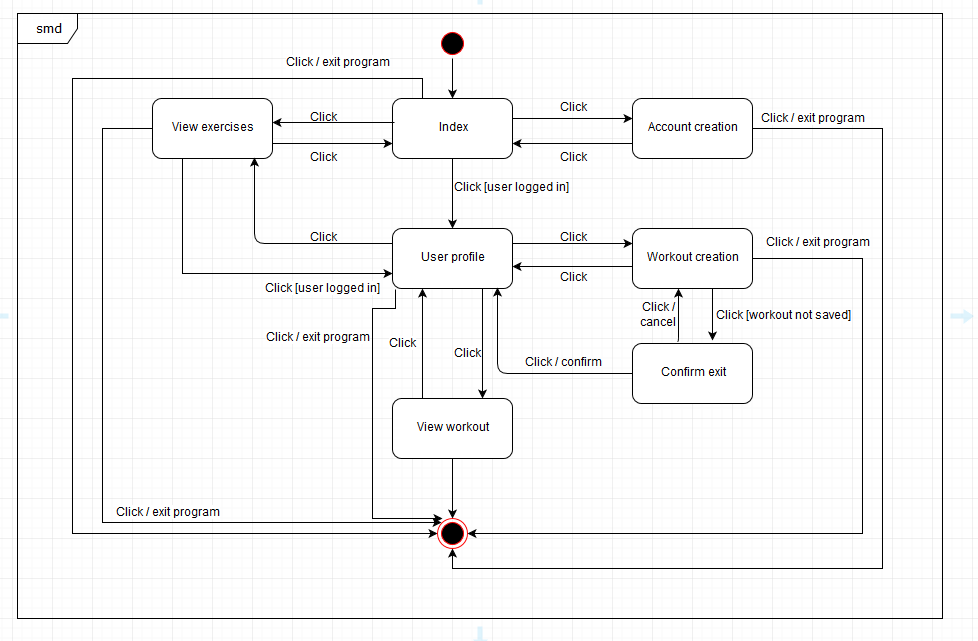 smd
Click / exit program
View exercises
Click
Click
Index
Click
Click
Account creation
Click / exit program
Click [user logged in]
Click
User profile
Click
Click
Workout creation
Click / exit program
Click [user logged in]
Click / exit program
Click
Click
Click /
cancel
Click [workout not saved]
Click / confirm
Confirm exit
View workout
Click / exit program